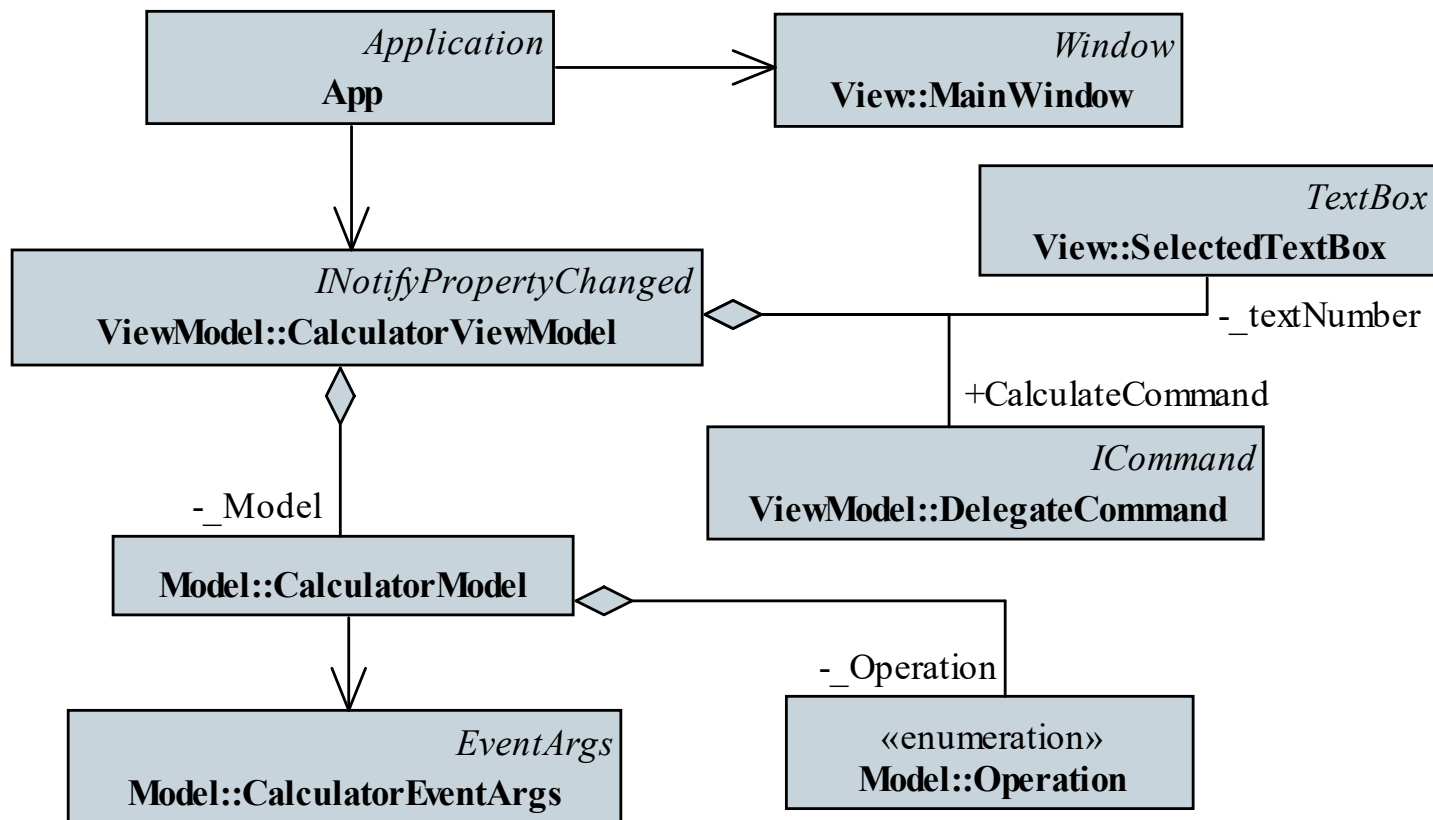 Application
App
Window
View::MainWindow
TextBox
View::SelectedTextBox
INotifyPropertyChanged
ViewModel::CalculatorViewModel
-_textNumber
+CalculateCommand
ICommand
ViewModel::DelegateCommand
-_Model
Model::CalculatorModel
-_Operation
EventArgs
Model::CalculatorEventArgs
«enumeration»
Model::Operation